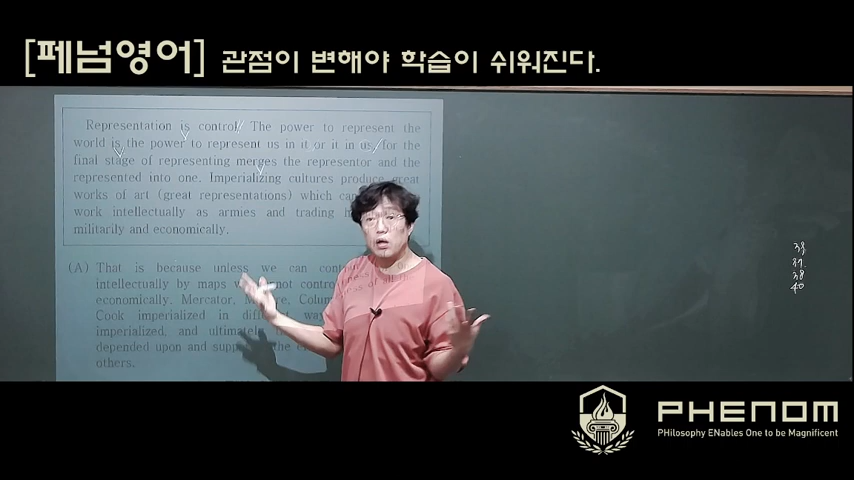 [페넘영어] 관점이 변해야 학습이 쉬워진다.
Representation is control. The power to represent the
world is the power to represent us in it or it in us, for the
final stage of representing merges the representor and the
represented into one. Imperializing cultures produce great
works of art (great representations) which can
work intellectually as armies and trading
militarily and economically.
(A) That is because unless we can
intellectually by maps not
economically. Mercator,
Cook imperialized in
imperialized, and ultimately
depended upon and the
others.
38
40
PHENOM
PHilosophy ENables One to be Magnificent